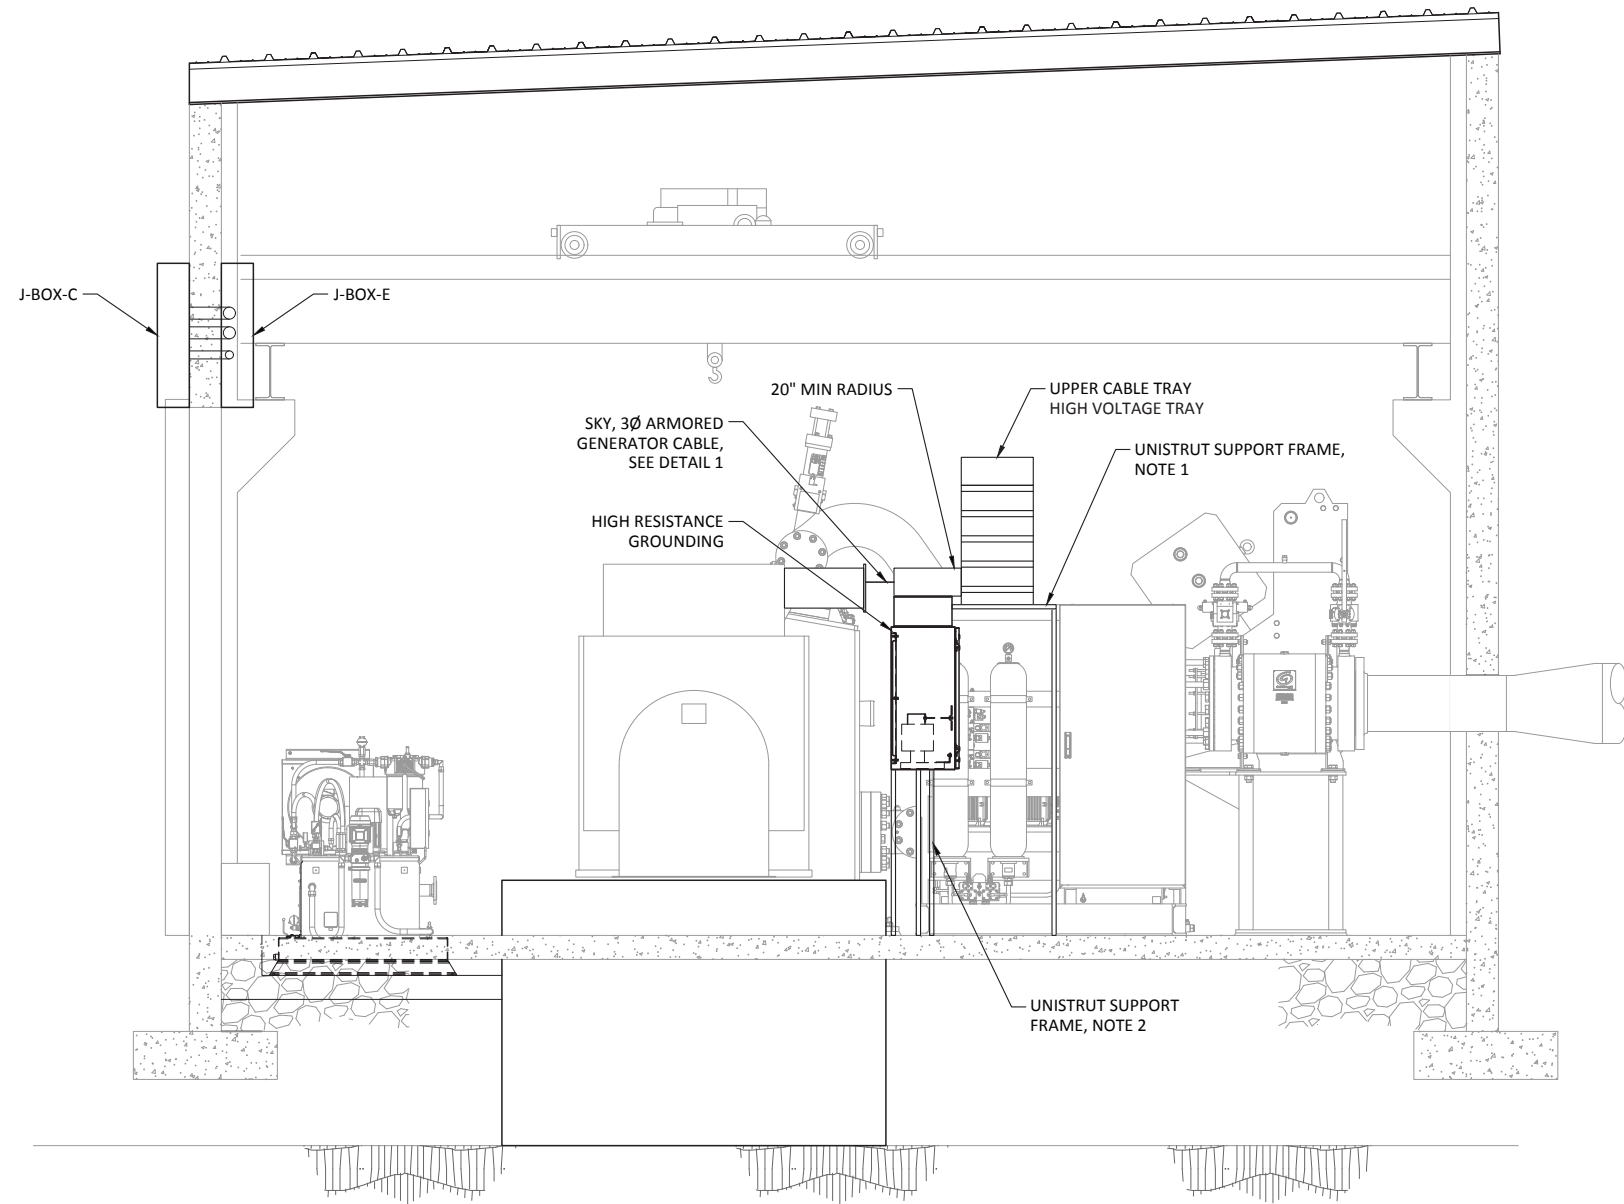 J-BOX-C
J-BOX-E
20" MIN RADIUS
UPPER CABLE TRAY
HIGH VOLTAGE TRAY
SKY, 3Ø ARMORED
GENERATOR CABLE,
SEE DETAIL 1
UNISTRUT SUPPORT FRAME,
NOTE 1
HIGH RESISTANCE
GROUNDING
UNISTRUT SUPPORT
FRAME, NOTE 2